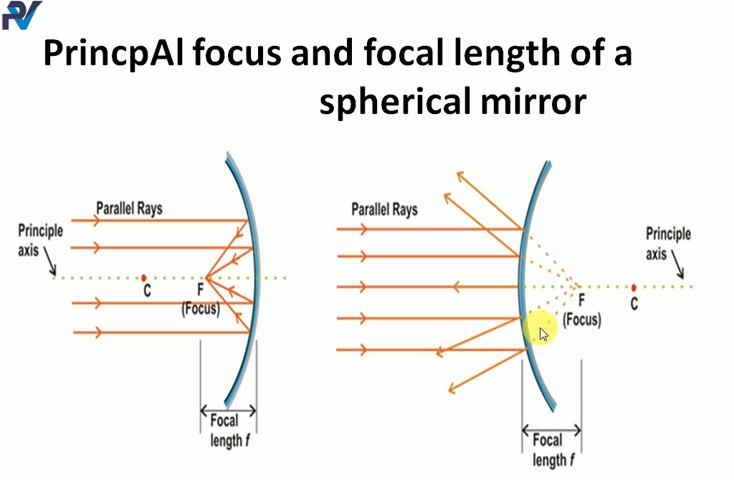 PV
PrincpAl focus and focal length of a
spherical mirror
Parallel Rays
Principle
axis
C
F
(Focus)
Focal
length f
Parallel Rays
Principle
axis
F
(Focus)
C
Focal
length f